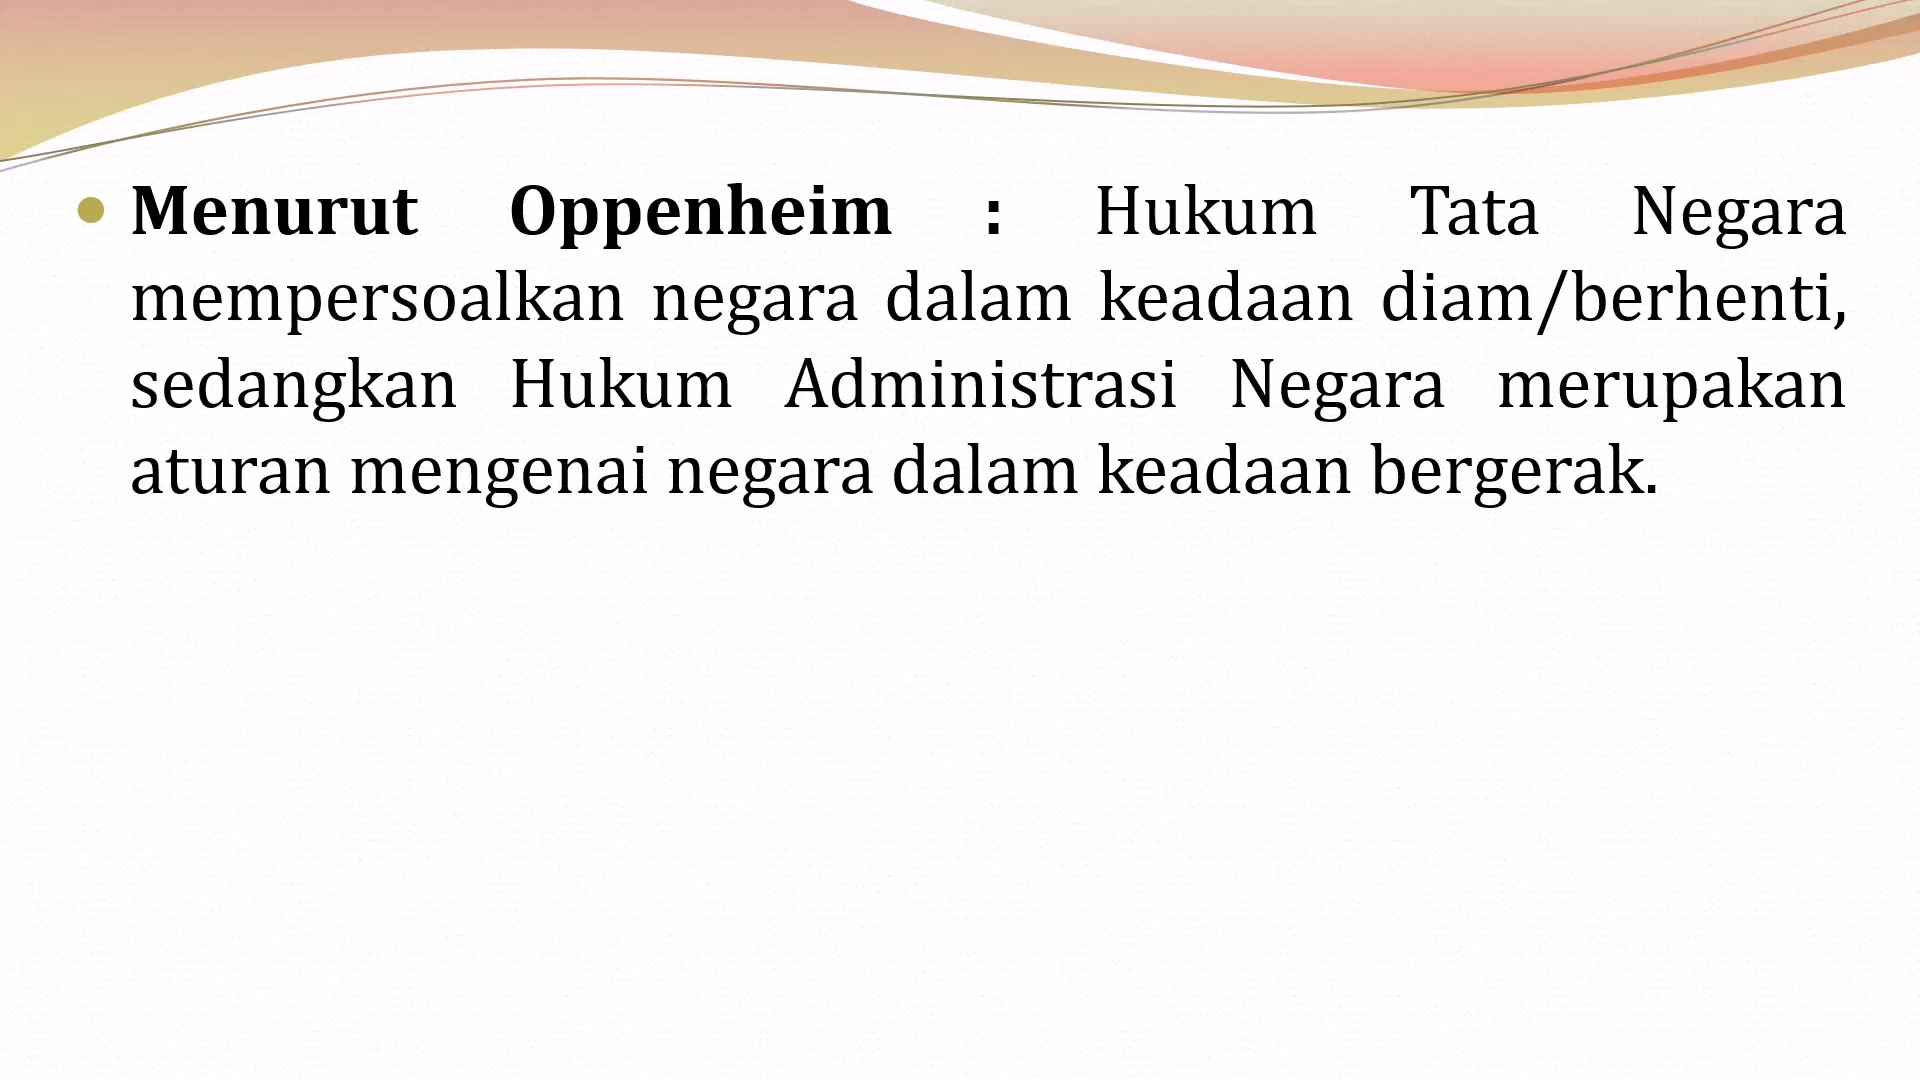 Menurut Oppenheim : Hukum Tata Negara
mempersoalkan negara dalam keadaan diam/berhenti,
sedangkan Hukum Administrasi Negara merupakan
aturan mengenai negara dalam keadaan bergerak.